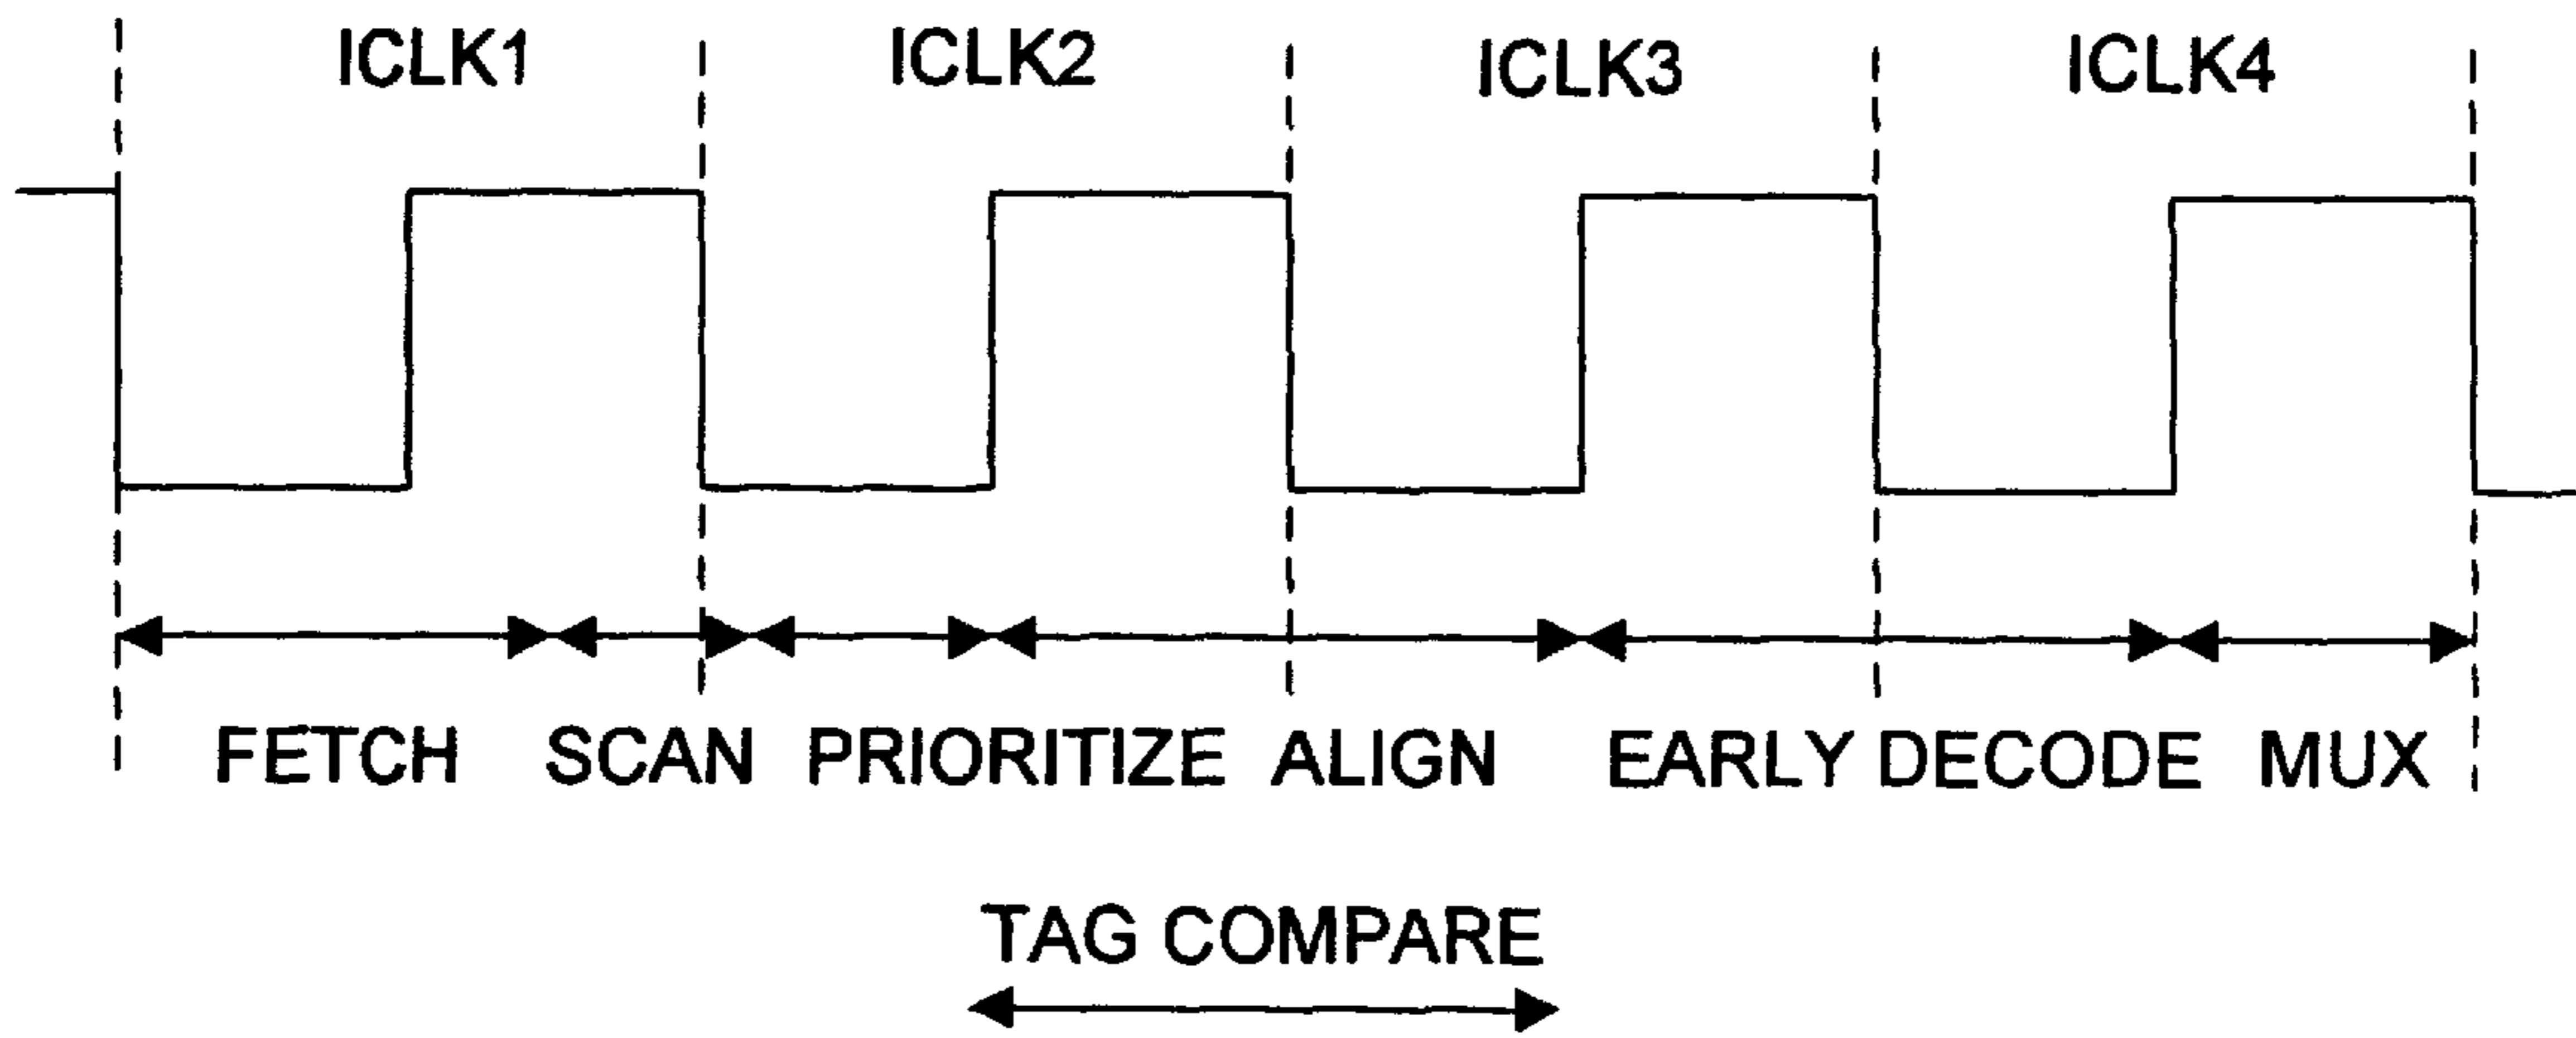 ICLK1 ICLK2 ICLK3 ICLK4
FETCH SCAN PRIORITIZE ALIGN EARLY DECODE MUX
TAG COMPARE